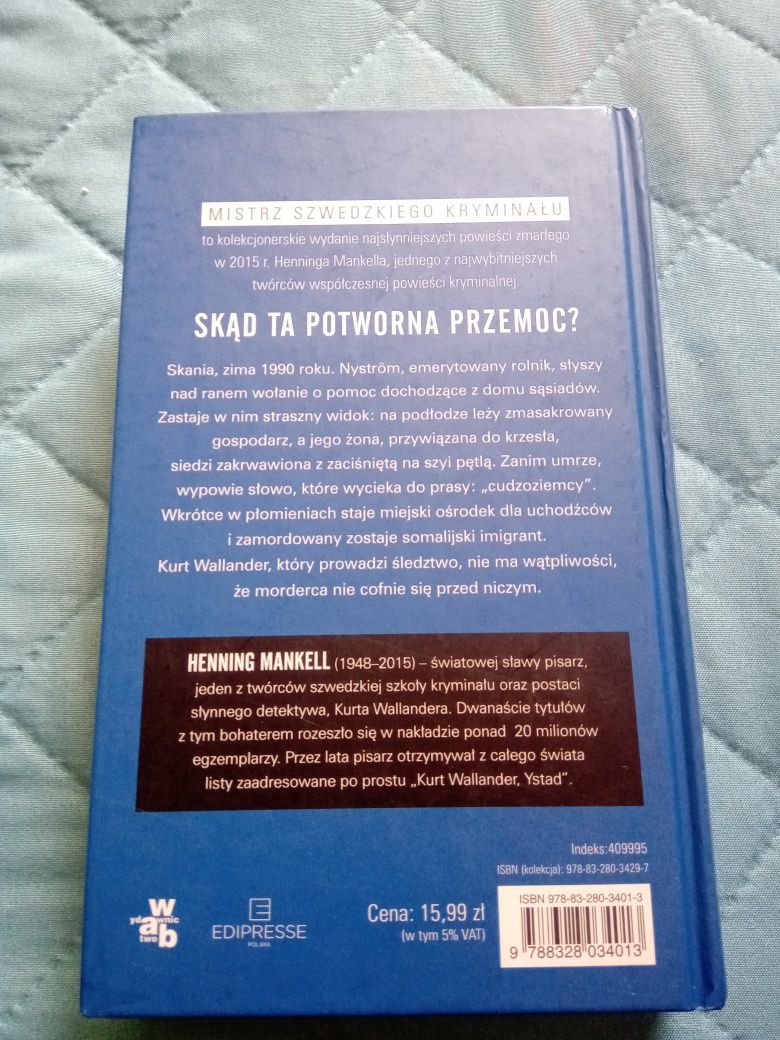 MISTRZ SZWEDZKIEGO KRYMINAŁU
to kolekcjonerskie wydanie najsłynniejszych powieści zmarłego
w 2015 r. Henninga Mankella, jednego z najwybitniejszych
twórców współczesnej powieści kryminalnej.
SKĄD TA POTWORNA PRZEMOC?
Skania, zima 1990 roku. Nyström, emerytowany rolnik, słyszy
nad ranem wołanie o pomoc dochodzące z domu sąsiadów.
Zastaje w nim straszny widok: na podłodze leży zmasakrowany
gospodarz, a jego żona, przywiązana do krzesła,
siedzi zakrwawiona z zaciśniętą na szyi pętlą. Zanim umrze,
wypowie słowo, które wycieka do prasy: „cudzoziemcy”.
Wkrótce w płomieniach staje miejski ośrodek dla uchodźców
i zamordowany zostaje somalijski imigrant.
Kurt Wallander, który prowadzi śledztwo, nie ma wątpliwości,
że morderca nie cofnie się przed niczym.
HENNING MANKELL (1948–2015) – światowej sławy pisarz,
jeden z twórców szwedzkiej szkoły kryminału oraz postaci
słynnego detektywa, Kurta Wallandera. Dwanaście tytułów
z tym bohaterem rozeszło się w nakładzie ponad 20 milionów
egzemplarzy. Przez lata pisarz otrzymywał z całego świata
listy zaadresowane po prostu „Kurt Wallander, Ystad”.
Indeks:409995
ISBN (kolekcja): 978-83-280-3429-7
w
ydawnic
a
two
b
EDIPRESSE
POLSKA
Cena: 15,99 zł
(w tym 5% VAT)
ISBN 978-83-280-3401-3
9 788328 034013